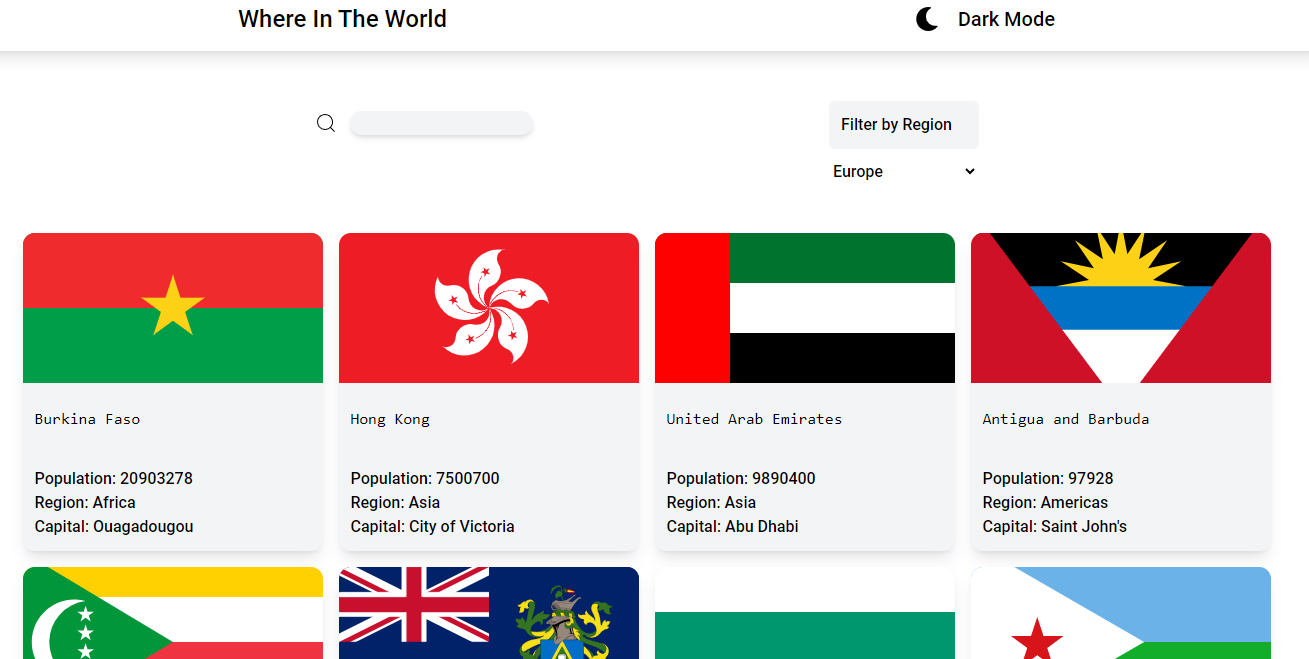 Where In The World
Dark Mode
Filter by Region
Europe
Burkina Faso
Population: 20903278
Region: Africa
Capital: Ouagadougou
Hong Kong
Population: 7500700
Region: Asia
Capital: City of Victoria
United Arab Emirates
Population: 9890400
Region: Asia
Capital: Abu Dhabi
Antigua and Barbuda
Population: 97928
Region: Americas
Capital: Saint John's